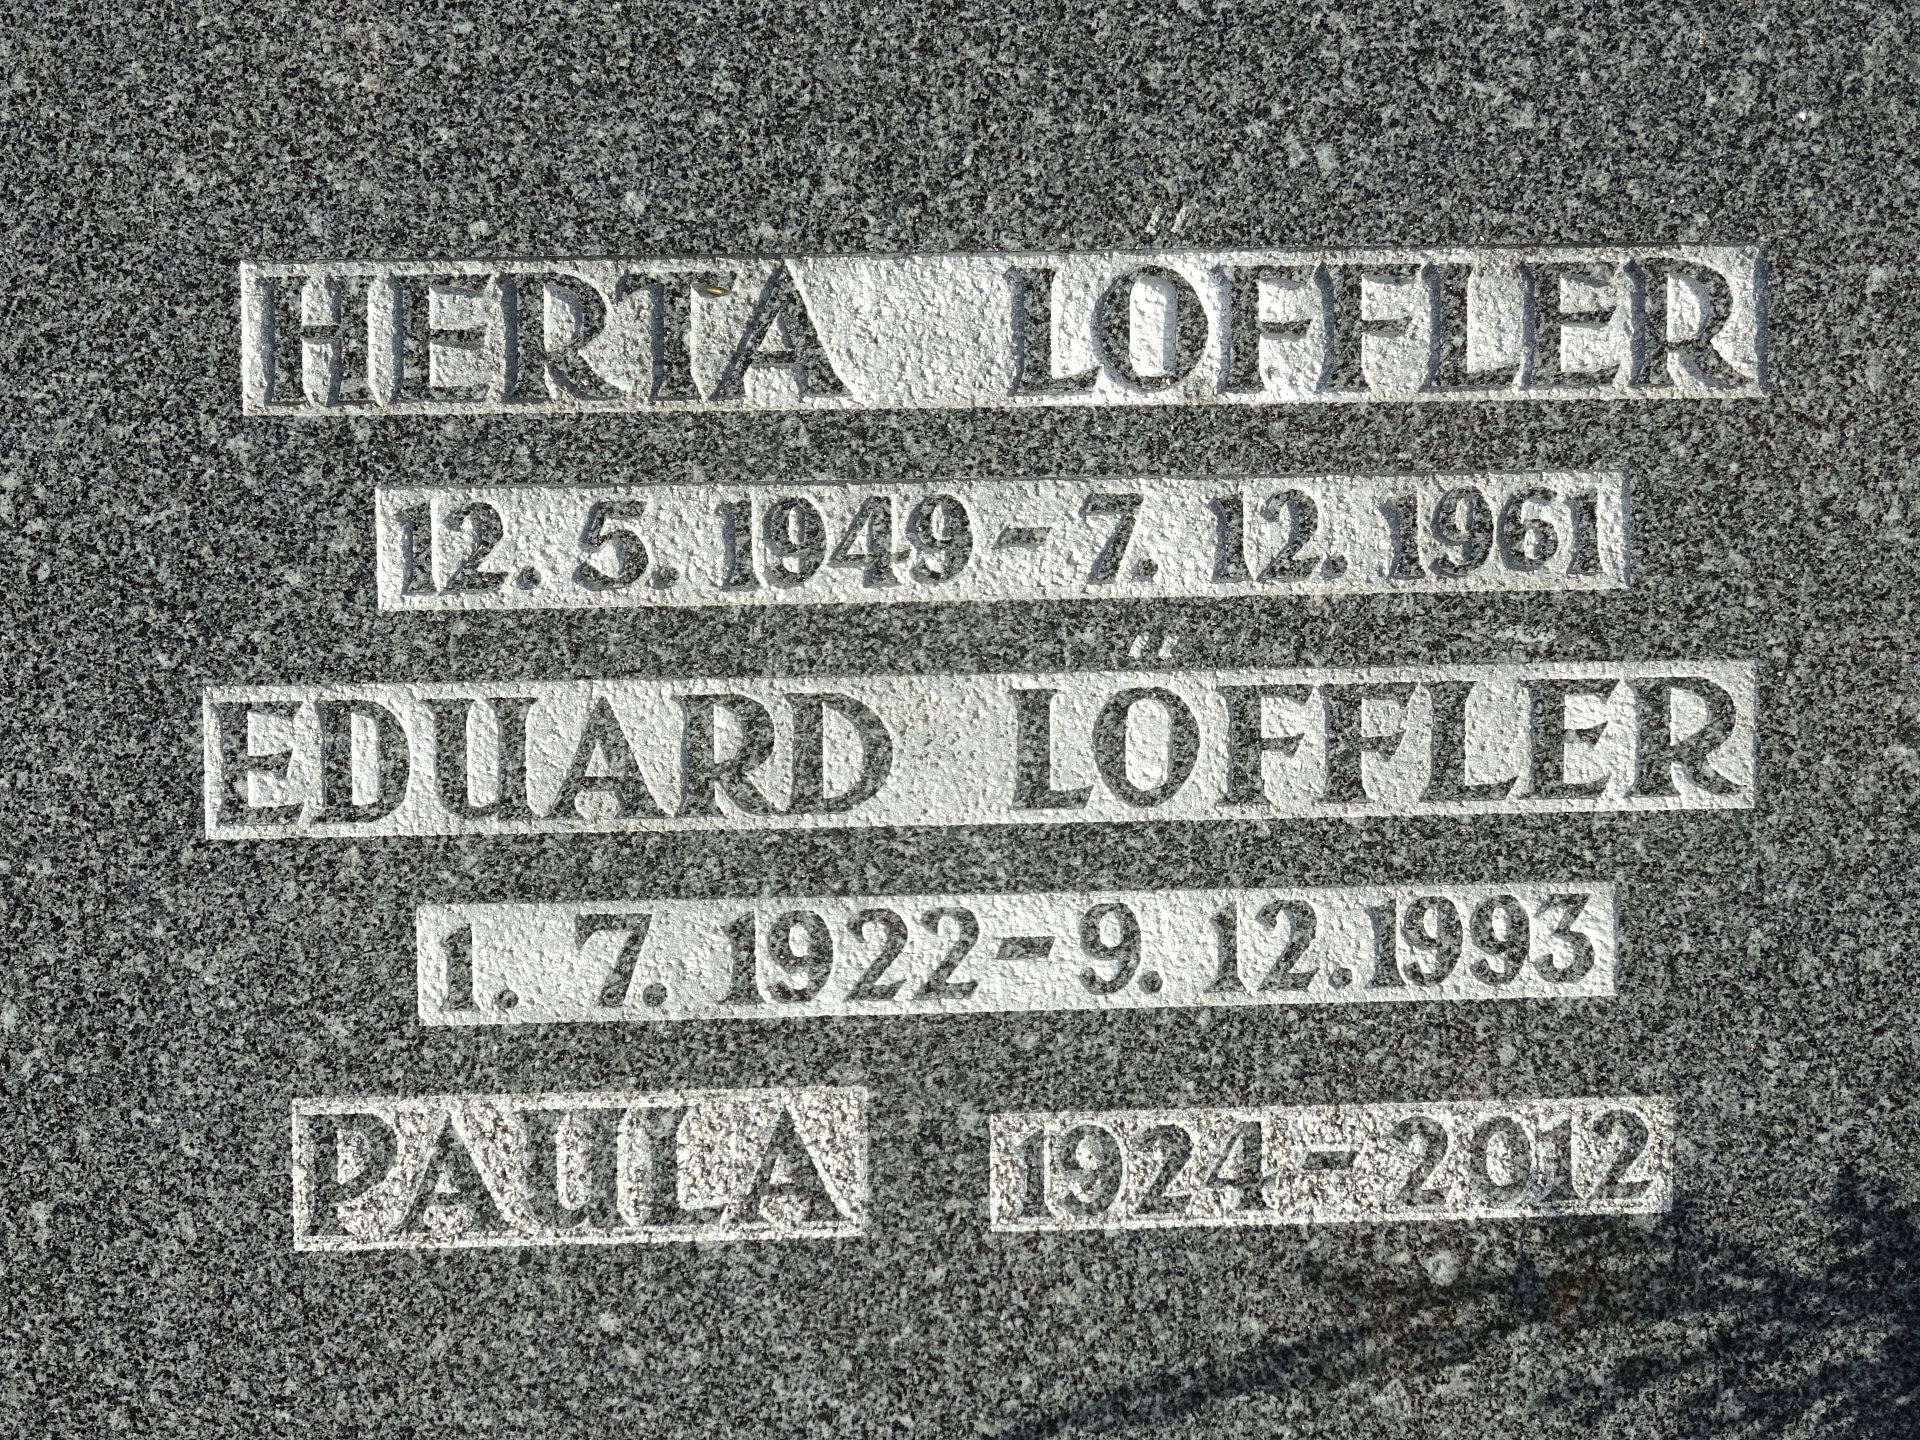 HERTA LÖFFLER
12. 5. 1949 - 7. 12. 1961
EDUARD LÖFFLER
1. 7. 1922 - 9. 12. 1993
PAULA 1924 - 2012